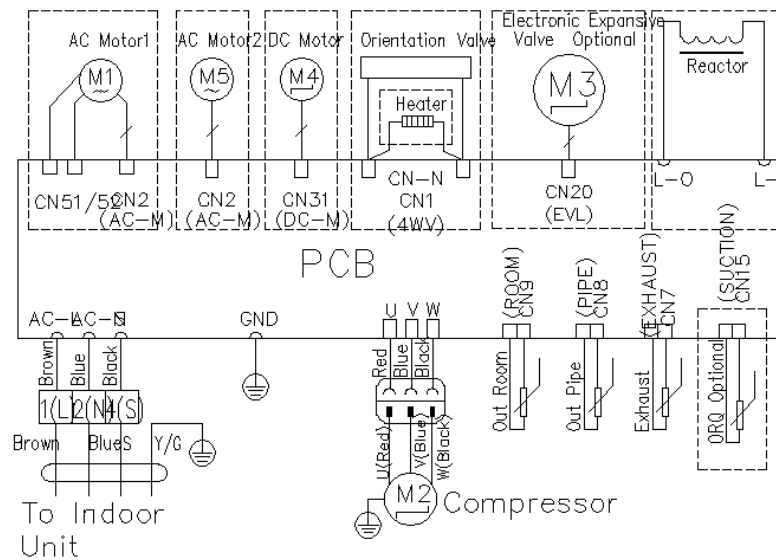 AC Motor1
AC Motor2
DC Motor
Orientation Valve
Electronic Expansive
Valve Optional
Reactor
M1
M5
M4
Heater
M3
CN51/52
CN2
(AC-M)
CN2
(AC-M)
CN31
(DC-M)
CN-N
CN1
(4WV)
CN20
(EVL)
L-O
L-
PCB
(ROOM)
CN9
(PIPE)
CN8
(EXHAUST)
CN7
(SUCTION)
CN15
AC-L
AC-N
S
GND
U
V
W
Brown
Blue
Black
Red
Blue
Black
Out Room
Out Pipe
Exhaust
ORQ Optional
1(L)
2(N)
4(S)
Brown
Blue
S
Y/G
U(Red)
V(Blue)
W(Black)
M2
Compressor
To Indoor
Unit